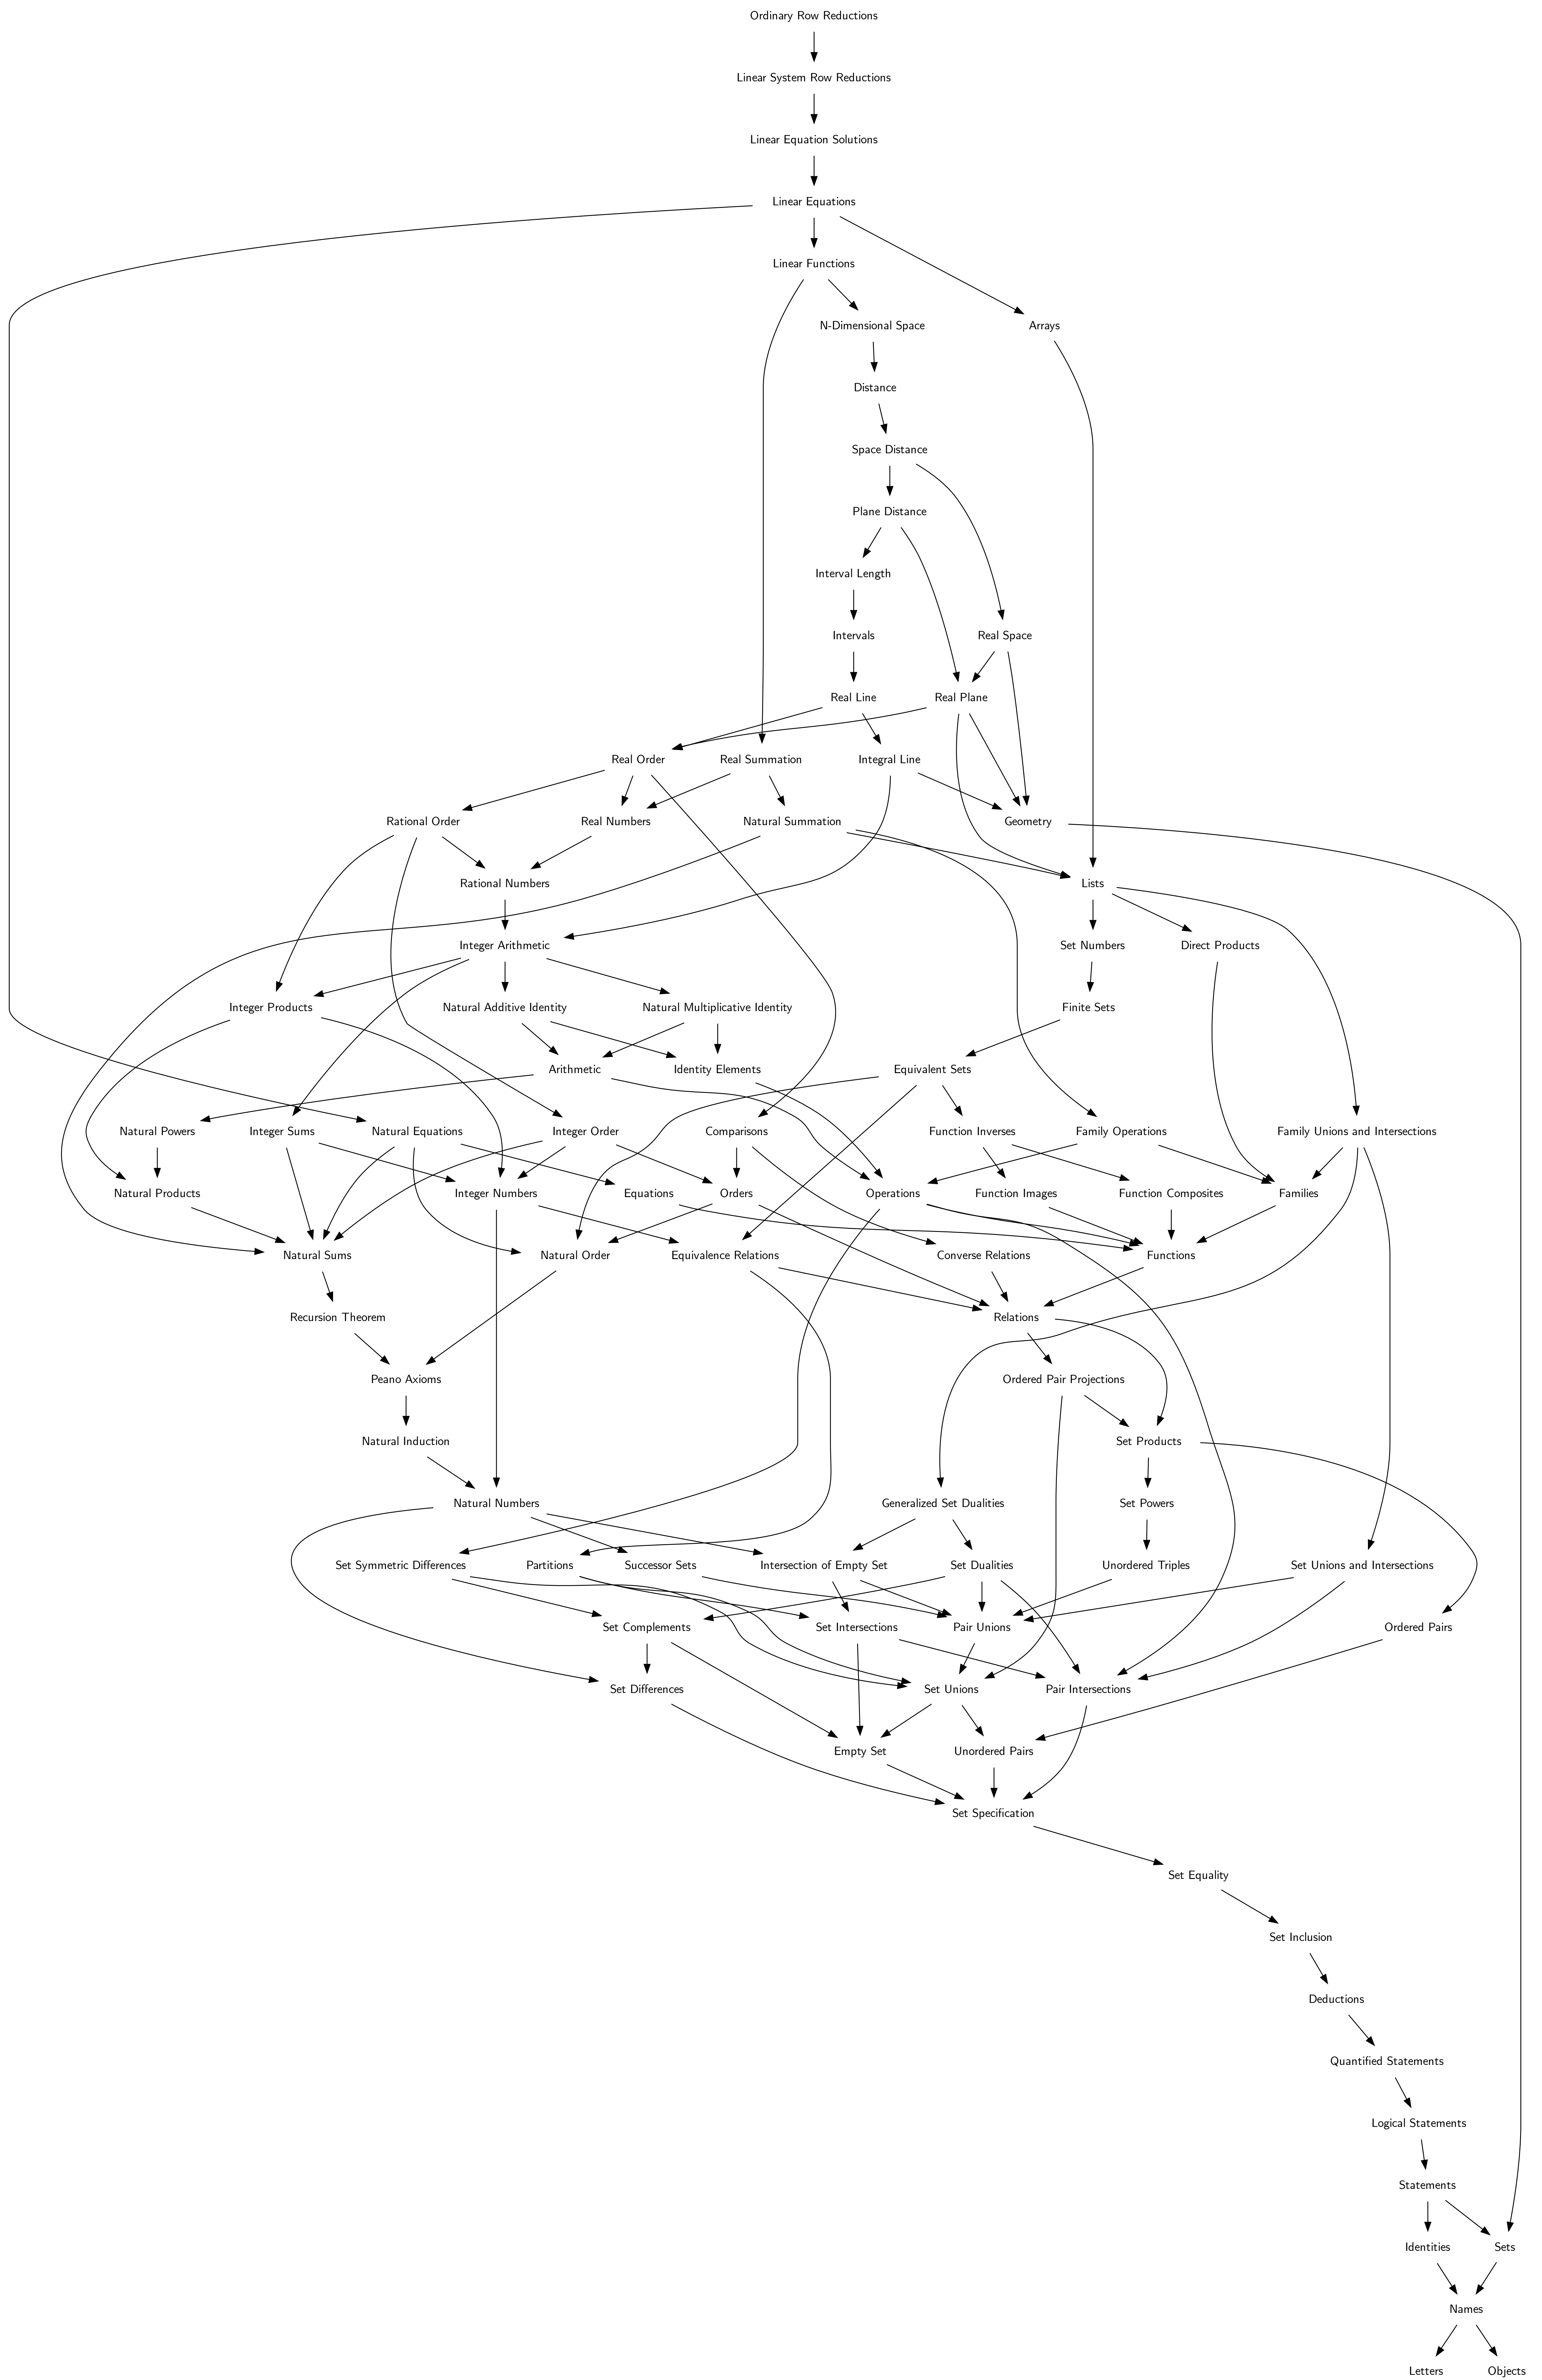 Ordinary Row Reductions
Linear System Row Reductions
Linear Equation Solutions
Linear Equations
Linear Functions
N-Dimensional Space
Arrays
Distance
Space Distance
Plane Distance
Interval Length
Intervals
Real Space
Real Line
Real Plane
Real Order
Real Summation
Integral Line
Rational Order
Real Numbers
Natural Summation
Geometry
Rational Numbers
Lists
Integer Arithmetic
Set Numbers
Direct Products
Integer Products
Natural Additive Identity
Natural Multiplicative Identity
Finite Sets
Arithmetic
Identity Elements
Equivalent Sets
Natural Powers
Integer Sums
Natural Equations
Integer Order
Comparisons
Function Inverses
Family Operations
Family Unions and Intersections
Natural Products
Integer Numbers
Equations
Orders
Operations
Function Images
Function Composites
Families
Natural Sums
Natural Order
Equivalence Relations
Converse Relations
Functions
Recursion Theorem
Relations
Peano Axioms
Ordered Pair Projections
Natural Induction
Set Products
Natural Numbers
Generalized Set Dualities
Set Powers
Set Symmetric Differences
Partitions
Successor Sets
Intersection of Empty Set
Set Dualities
Unordered Triples
Set Unions and Intersections
Set Complements
Set Intersections
Pair Unions
Ordered Pairs
Set Differences
Set Unions
Pair Intersections
Empty Set
Unordered Pairs
Set Specification
Set Equality
Set Inclusion
Deductions
Quantified Statements
Logical Statements
Statements
Identities
Sets
Names
Letters
Objects